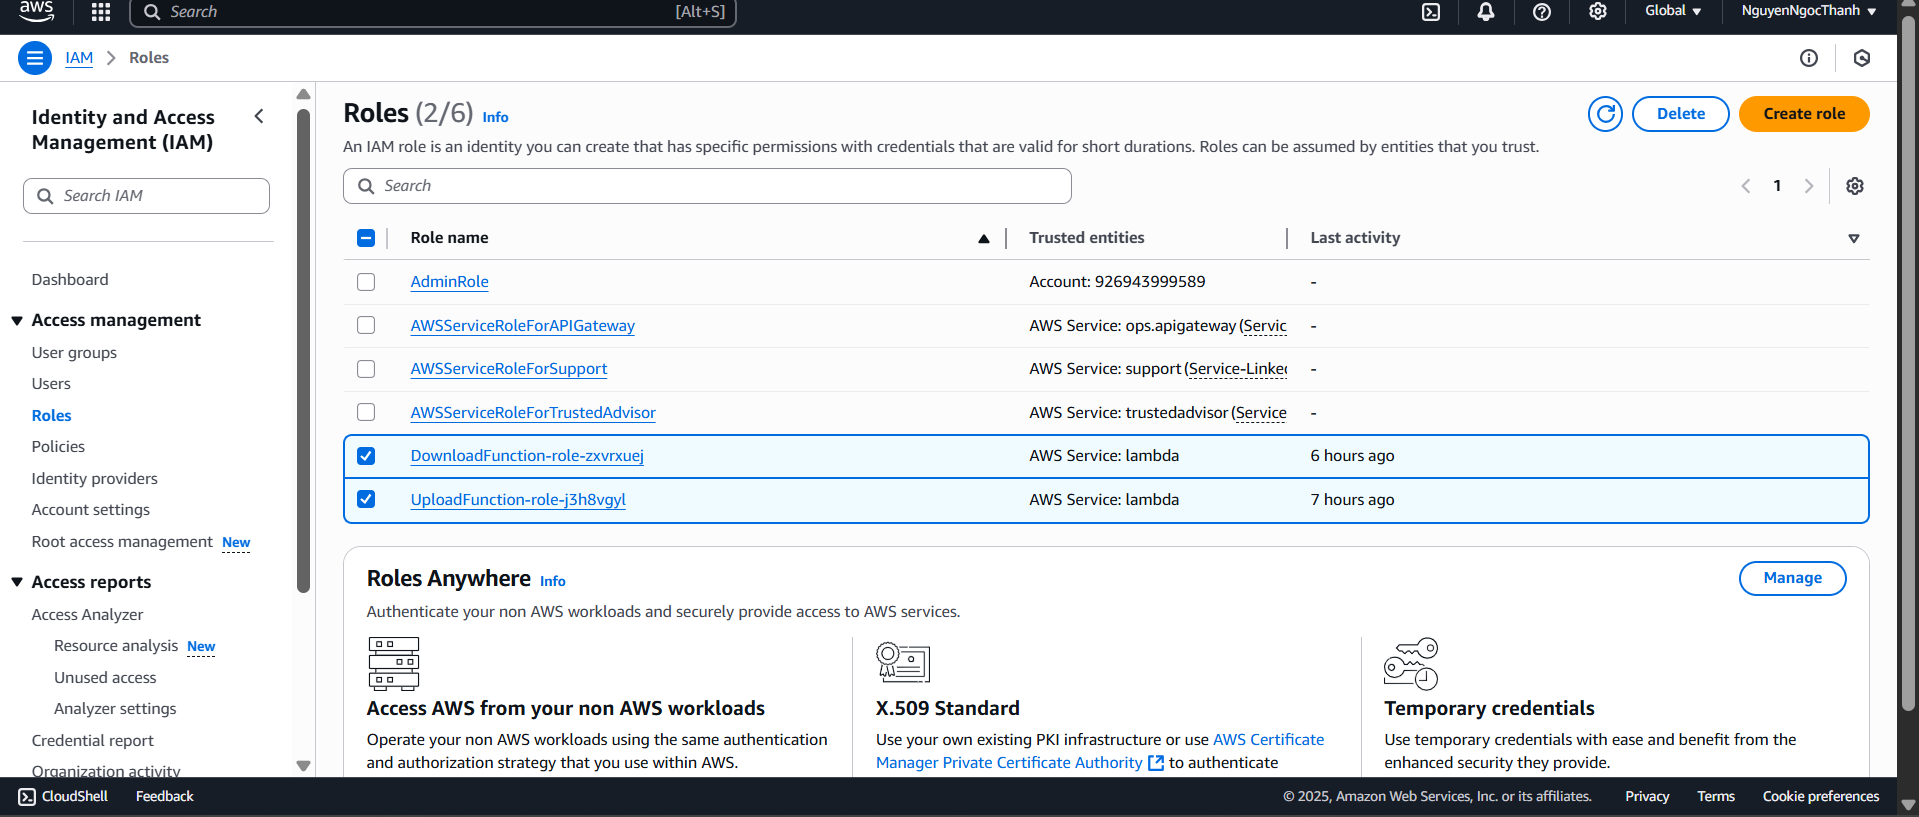 aws
Search [Alt+S]
Global
NguyenNgocThanh
IAM
Roles
Identity and Access
Management (IAM)
Search IAM
Dashboard
Access management
User groups
Users
Roles
Policies
Identity providers
Account settings
Root access management New
Access reports
Access Analyzer
Resource analysis New
Unused access
Analyzer settings
Credential report
Organization activity
Roles (2/6) Info
Delete
Create role
An IAM role is an identity you can create that has specific permissions with credentials that are valid for short durations. Roles can be assumed by entities that you trust.
Search
1
Role name Trusted entities Last activity
AdminRole Account: 926943999589 -
AWSServiceRoleForAPIGateway AWS Service: ops.apigateway (Servic -
AWSServiceRoleForSupport AWS Service: support (Service-Linked -
AWSServiceRoleForTrustedAdvisor AWS Service: trustedadvisor (Service -
DownloadFunction-role-zxvrxuej AWS Service: lambda 6 hours ago
UploadFunction-role-j3h8vgyl AWS Service: lambda 7 hours ago
Roles Anywhere Info
Manage
Authenticate your non AWS workloads and securely provide access to AWS services.
Access AWS from your non AWS workloads
Operate your non AWS workloads using the same authentication
and authorization strategy that you use within AWS.
X.509 Standard
Use your own existing PKI infrastructure or use AWS Certificate
Manager Private Certificate Authority to authenticate
Temporary credentials
Use temporary credentials with ease and benefit from the
enhanced security they provide.
CloudShell Feedback © 2025, Amazon Web Services, Inc. or its affiliates. Privacy Terms Cookie preferences